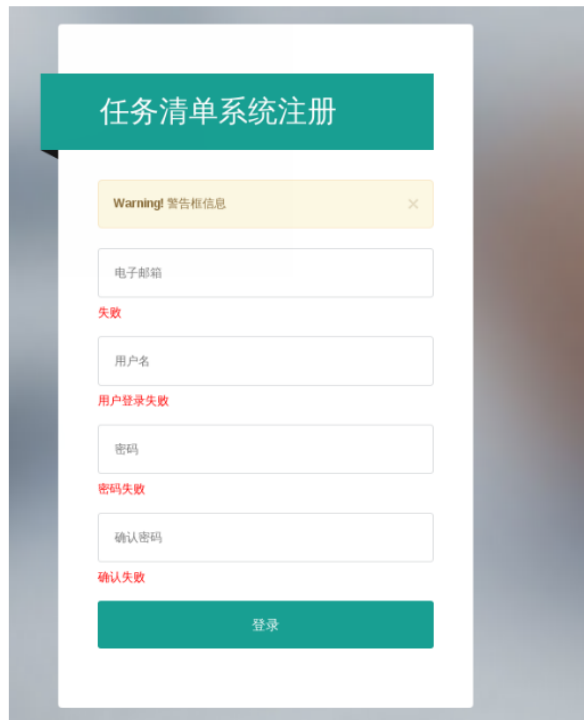 任务清单系统注册
Warning! 警告框信息 ×
电子邮箱
失败
用户名
用户登录失败
密码
密码失败
确认密码
确认失败
登录